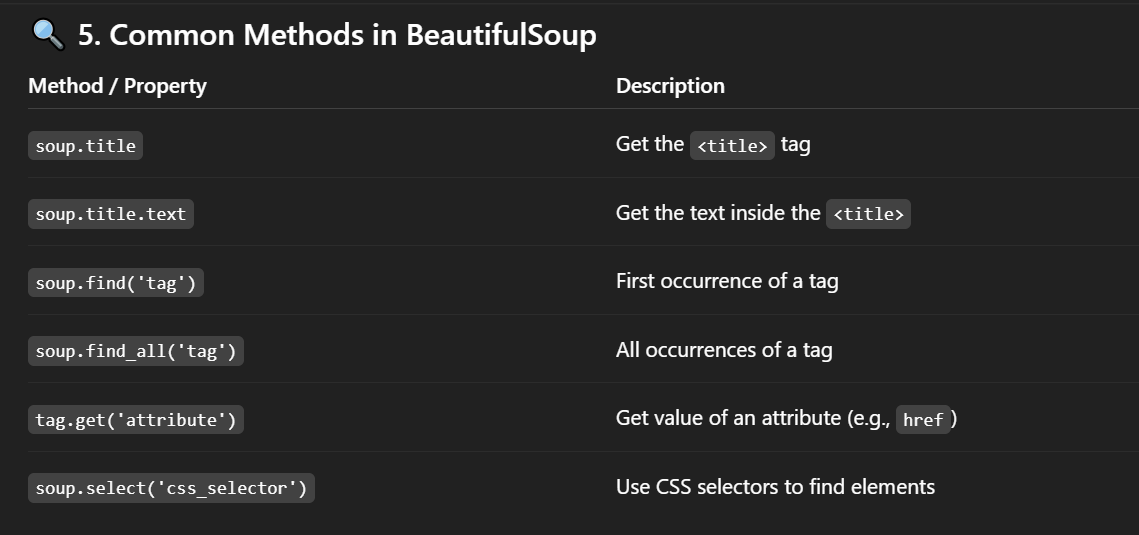 🔍 5. Common Methods in BeautifulSoup
Method / Property Description
soup.title Get the <title> tag
soup.title.text Get the text inside the <title>
soup.find('tag') First occurrence of a tag
soup.find_all('tag') All occurrences of a tag
tag.get('attribute') Get value of an attribute (e.g., href)
soup.select('css_selector') Use CSS selectors to find elements